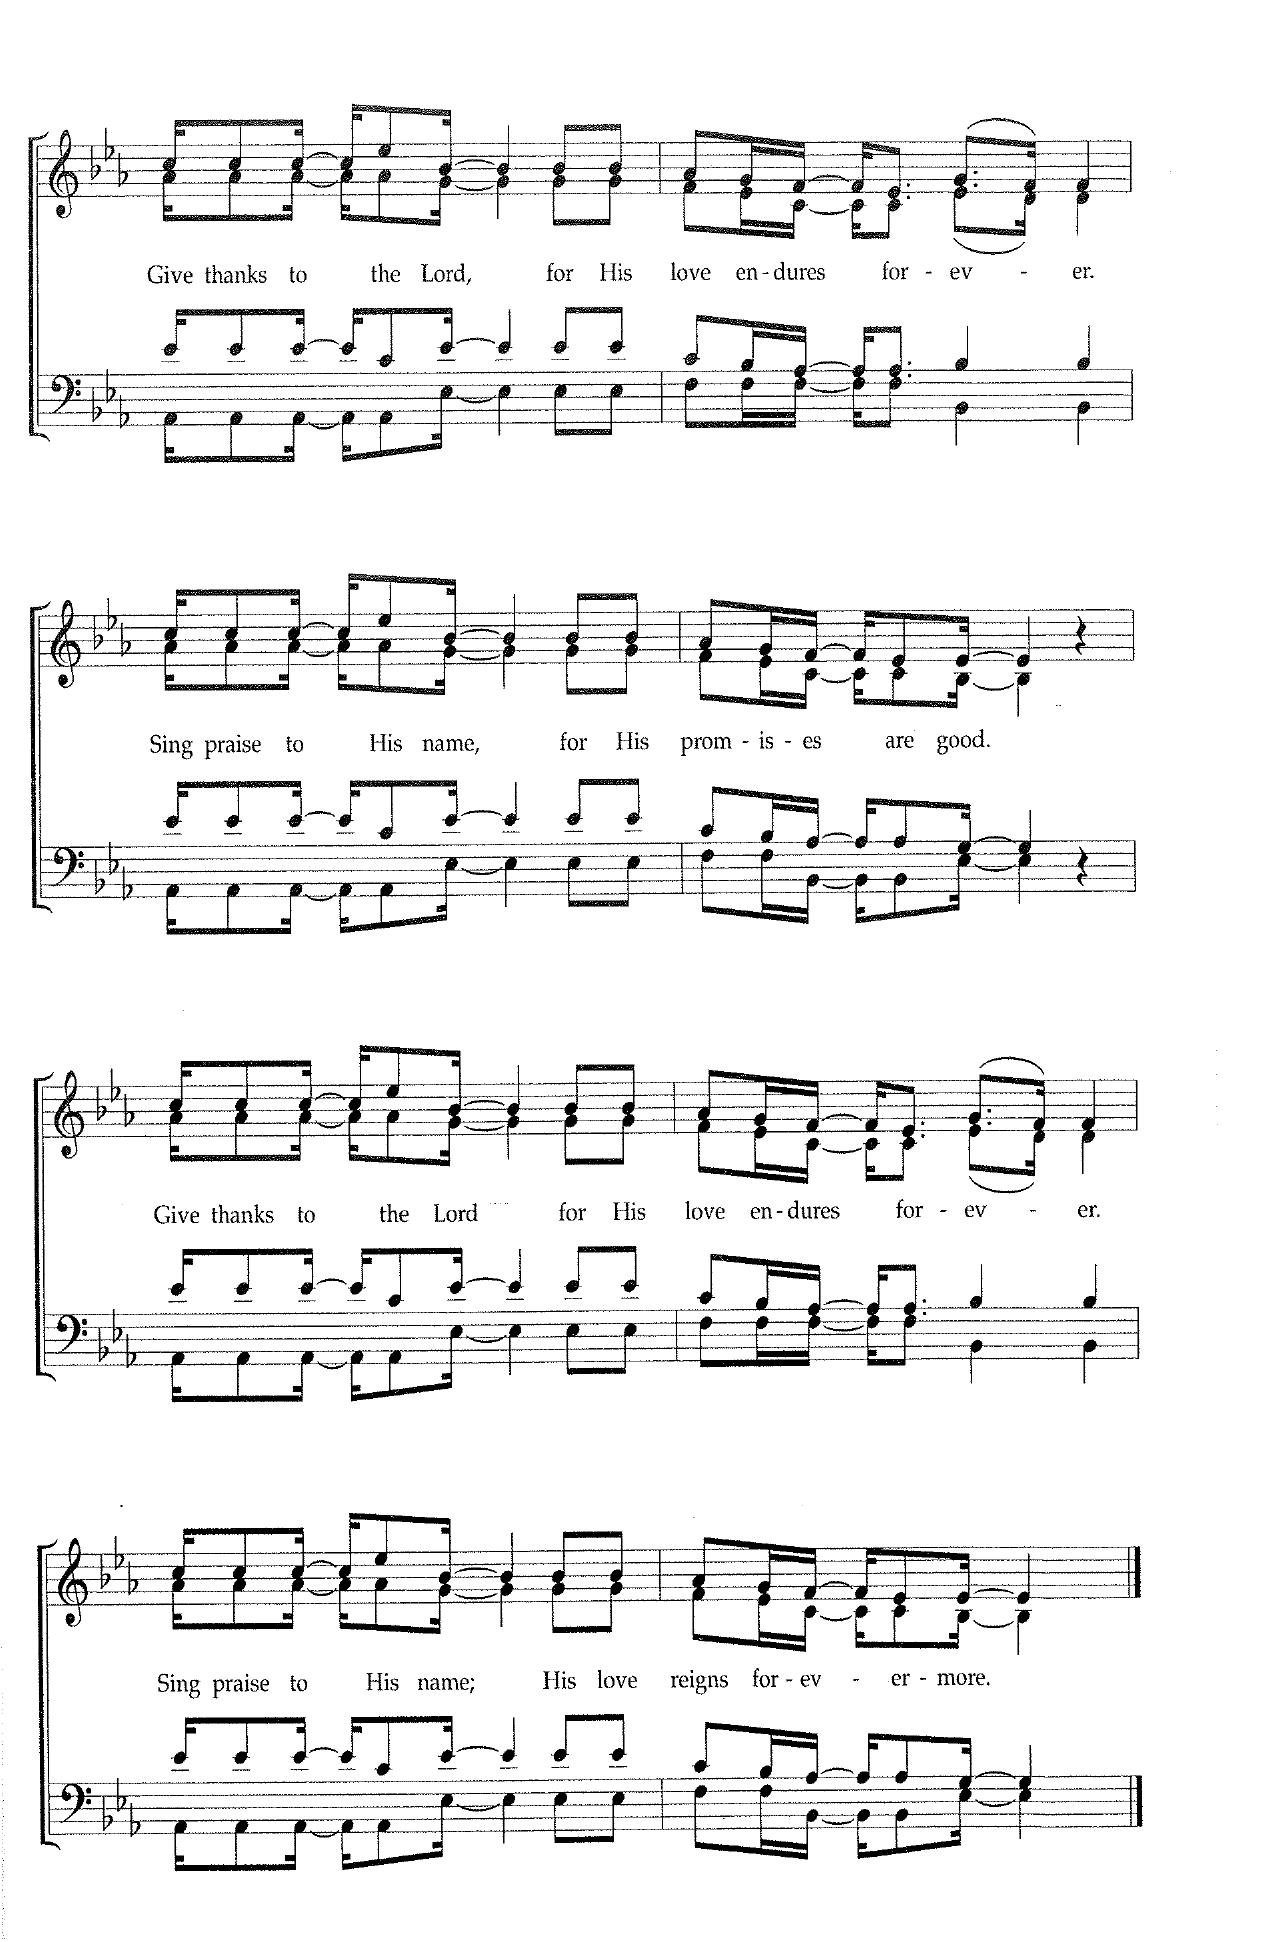 Give thanks to the Lord, for His love en-dures for - ev - er.
Sing praise to His name, for His prom - is - es are good.
Give thanks to the Lord for His love en-dures for - ev - er.
Sing praise to His name; His love reigns for - ev - er - more.